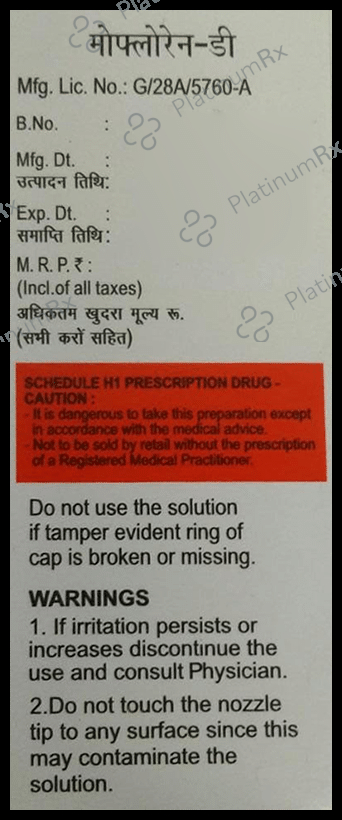 मोफ्लोरेन-डी
Mfg. Lic. No.: G/28A/5760-A
B.No. :
Mfg. Dt. :
उत्पादन तिथि:
Exp. Dt. :
समाप्ति तिथि :
M. R. P. ₹ :
(Incl.of all taxes)
अधिकतम खुदरा मूल्य रू.
(सभी करों सहित)
SCHEDULE H1 PRESCRIPTION DRUG -
CAUTION :
- It is dangerous to take this preparation except
in accordance with the medical advice.
- Not to be sold by retail without the prescription
of a Registered Medical Practitioner.
Do not use the solution
if tamper evident ring of
cap is broken or missing.
WARNINGS
1. If irritation persists or
increases discontinue the
use and consult Physician.
2.Do not touch the nozzle
tip to any surface since this
may contaminate the
solution.
PlatinumRx
PlatinumRx
PlatinumRx